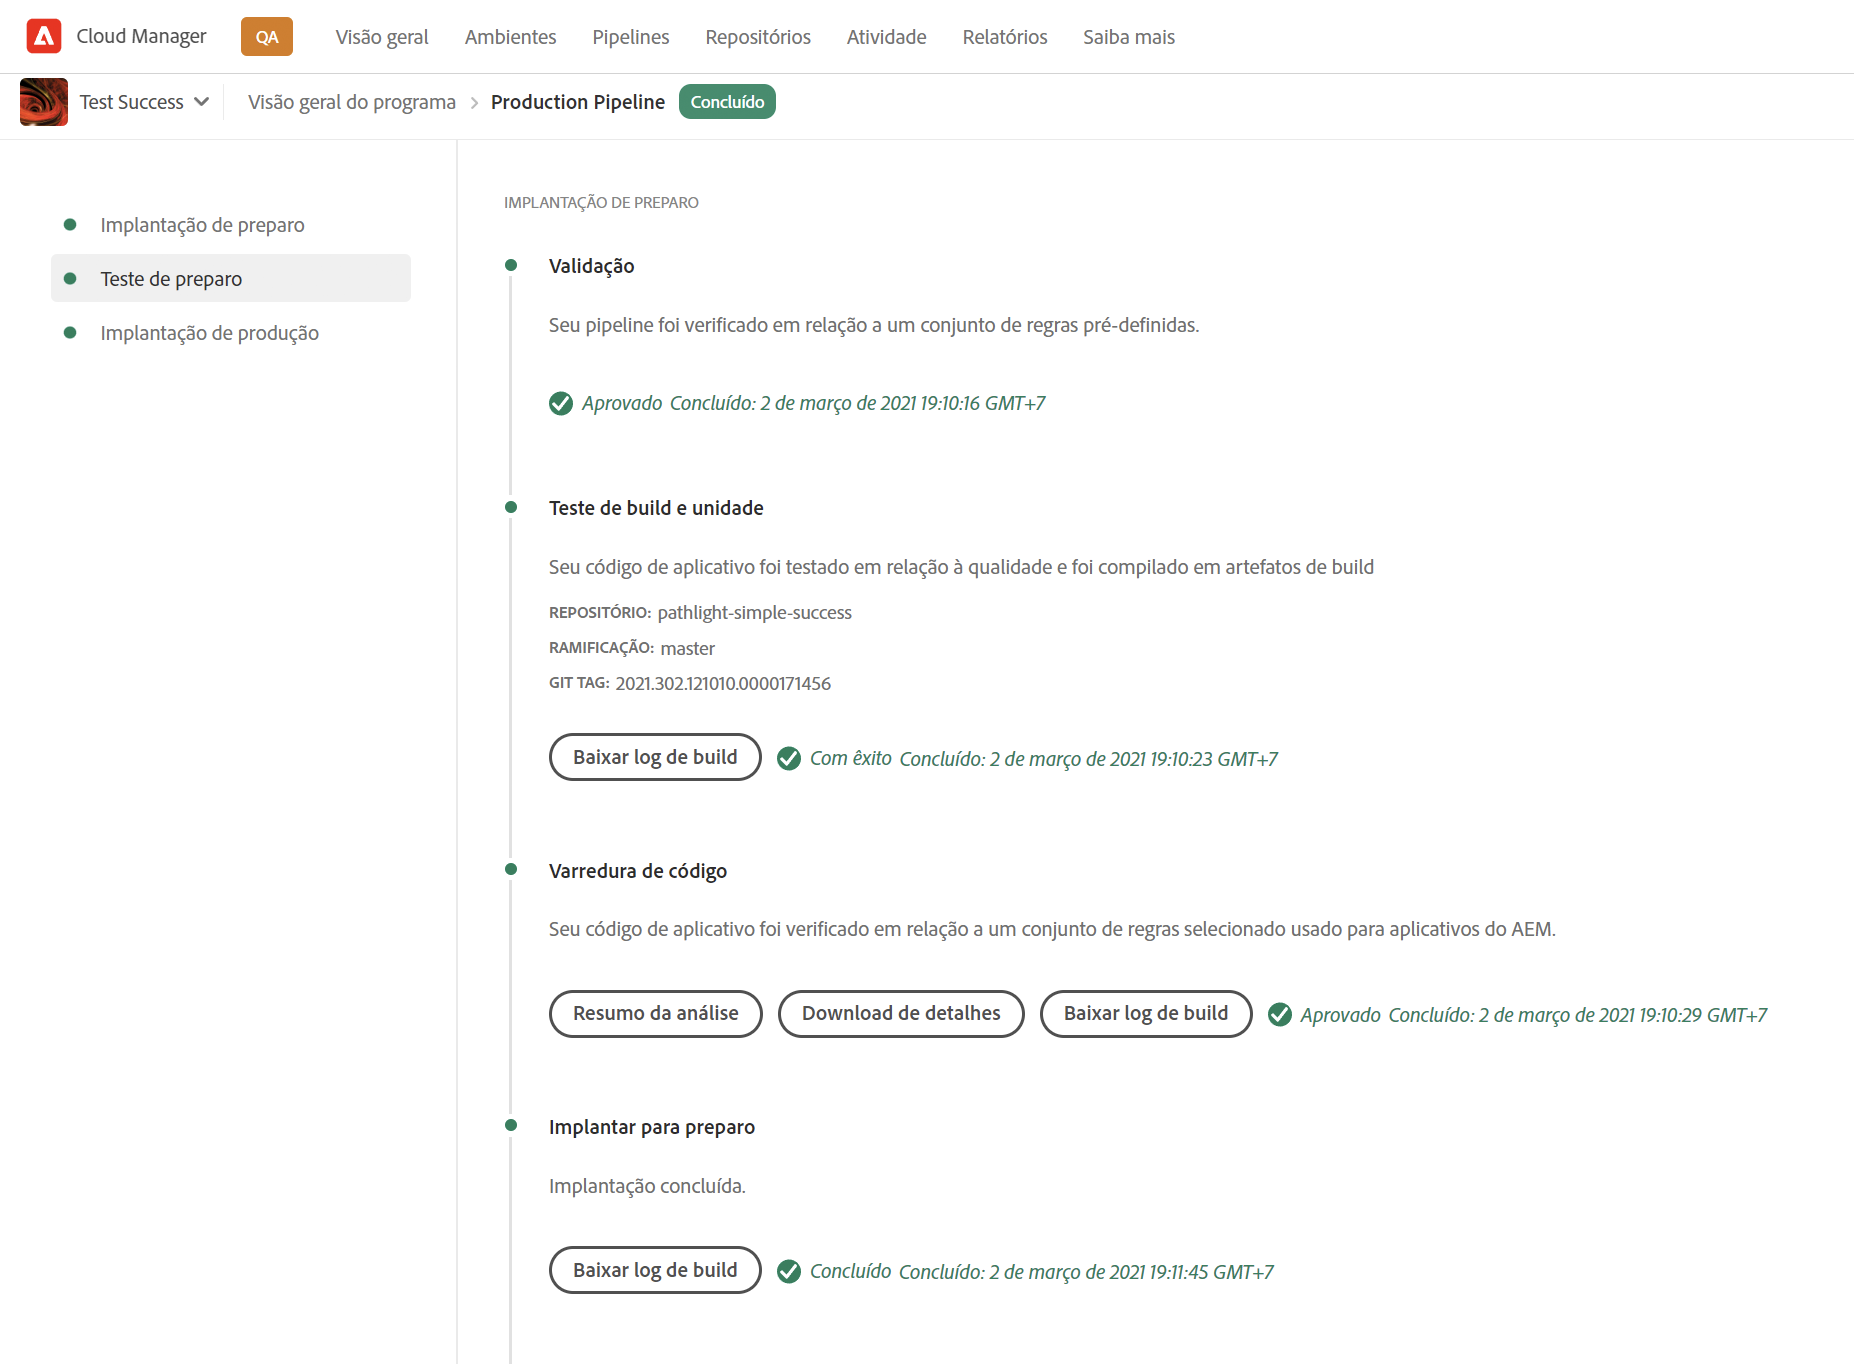 Cloud Manager QA Visão geral Ambientes Pipelines Repositórios Atividade Relatórios Saiba mais
Test Success Visão geral do programa Production Pipeline Concluído
Implantação de preparo
Teste de preparo
Implantação de produção
IMPLANTAÇÃO DE PREPARO
Validação
Seu pipeline foi verificado em relação a um conjunto de regras pré-definidas.
Aprovado Concluído: 2 de março de 2021 19:10:16 GMT+7
Teste de build e unidade
Seu código de aplicativo foi testado em relação à qualidade e foi compilado em artefatos de build
REPOSITÓRIO: pathlight-simple-success
RAMIFICAÇÃO: master
GIT TAG: 2021.302.121010.0000171456
Baixar log de build Com êxito Concluído: 2 de março de 2021 19:10:23 GMT+7
Varredura de código
Seu código de aplicativo foi verificado em relação a um conjunto de regras selecionado usado para aplicativos do AEM.
Resumo da análise Download de detalhes Baixar log de build Aprovado Concluído: 2 de março de 2021 19:10:29 GMT+7
Implantar para preparo
Implantação concluída.
Baixar log de build Concluído Concluído: 2 de março de 2021 19:11:45 GMT+7